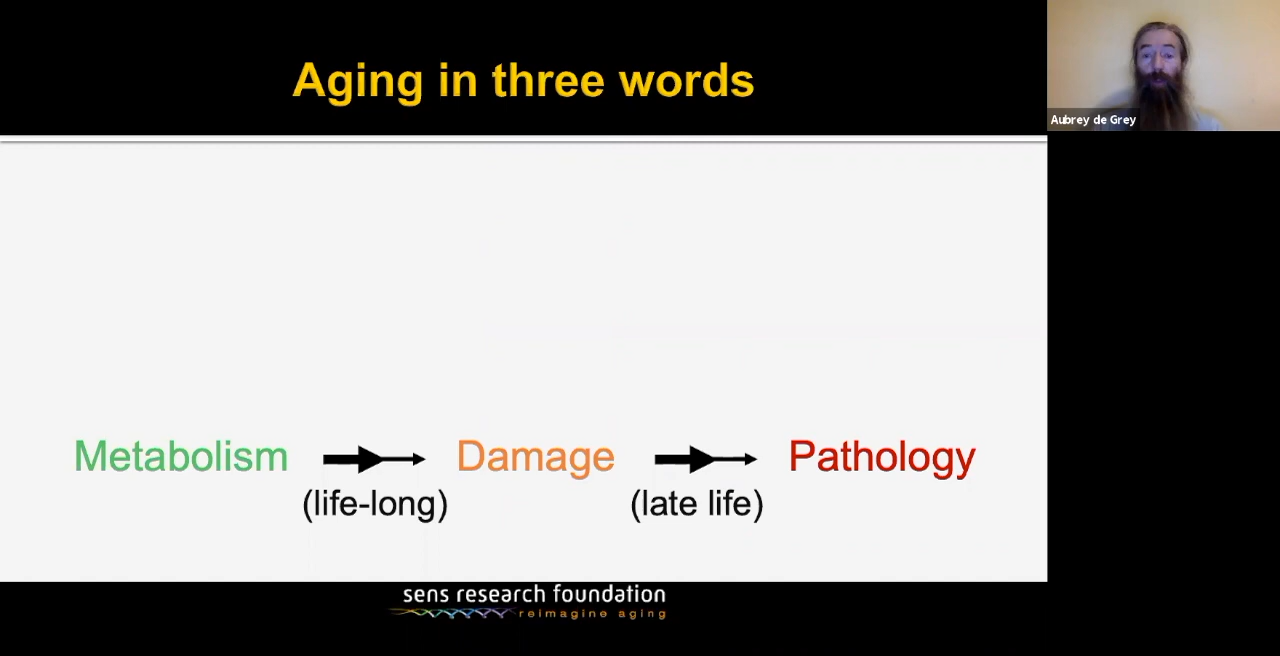 Aging in three words
Aubrey de Grey
Metabolism Damage Pathology
(life-long) (late life)
sens research foundation
reimagine aging